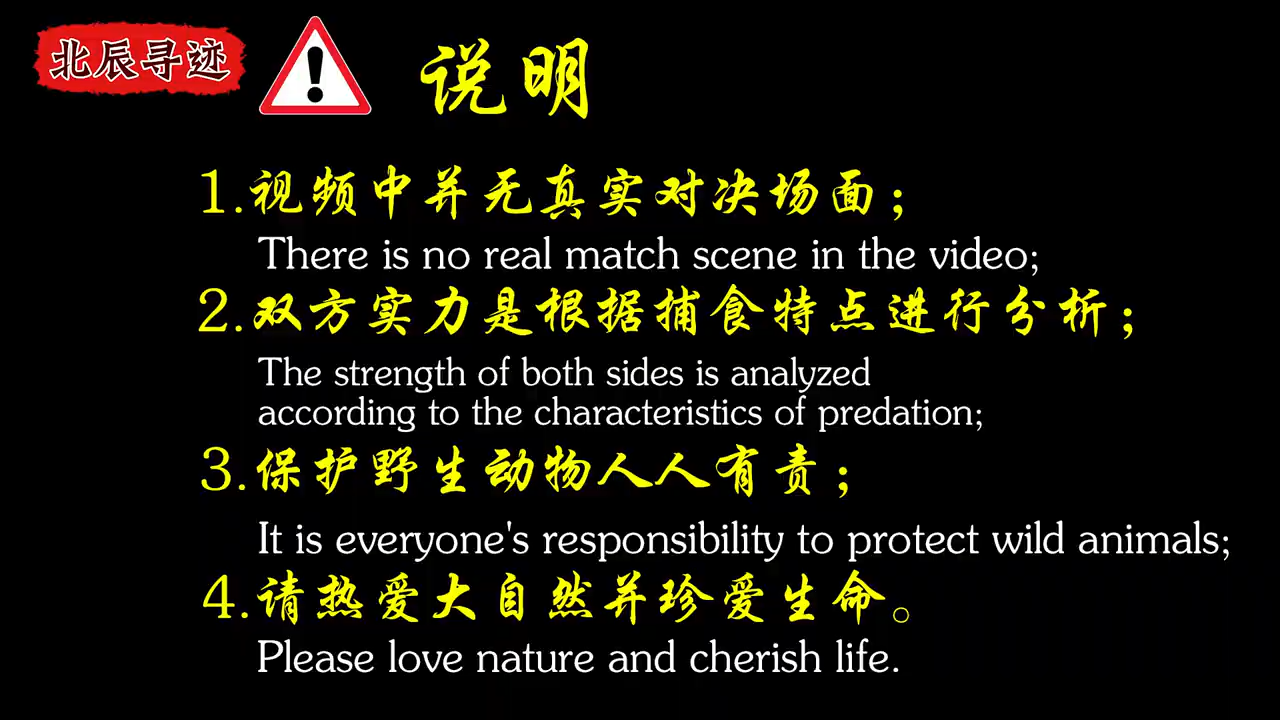 北辰寻迹
说明
1.视频中并无真实对决场面；
There is no real match scene in the video;
2.双方实力是根据捕食特点进行分析；
The strength of both sides is analyzed
according to the characteristics of predation;
3.保护野生动物人人有责；
It is everyone's responsibility to protect wild animals;
4.请热爱大自然并珍爱生命。
Please love nature and cherish life.